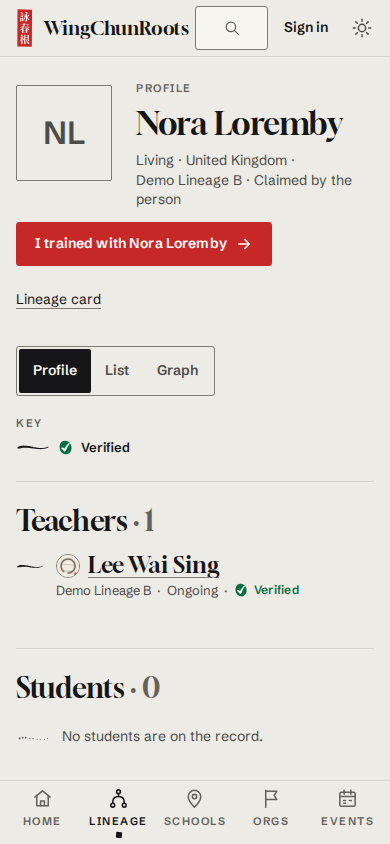 詠春根
WingChunRoots
Sign in
NL
PROFILE
Nora Loremby
Living · United Kingdom ·
Demo Lineage B · Claimed by the
person
I trained with Nora Loremby →
Lineage card
Profile
List
Graph
KEY
Verified
Teachers · 1
Lee Wai Sing
Demo Lineage B · Ongoing · Verified
Students · 0
No students are on the record.
HOME
LINEAGE
SCHOOLS
ORGS
EVENTS